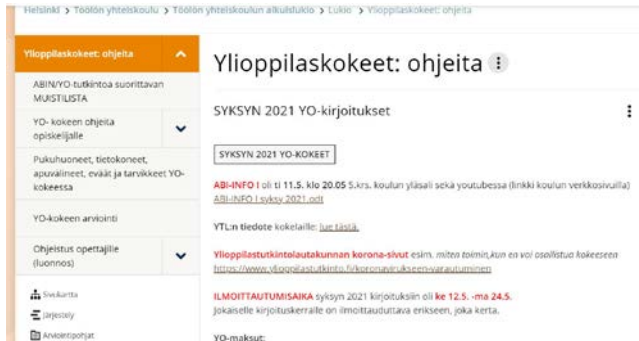 Helsinki > Töölön yhteiskoulu > Töölön yhteiskoulun aikuislukio > Lukio > Ylioppilaskokeet: ohjeita
Ylioppilaskokeet: ohjeita
ABIN/YO-tutkintoa suorittavan
MUISTILISTA
YO- kokeen ohjeita
opiskelijalle
Pukuhuoneet, tietokoneet,
apuvälineet, eväät ja tarvikkeet YO-
kokeessa
YO-kokeen arviointi
Ohjeistus opettajille
(luonnos)
Sivukartta
Järjestely
Arviointipohjat
Ylioppilaskokeet: ohjeita
SYKSYN 2021 YO-kirjoitukset
SYKSYN 2021 YO-KOKEET
ABI-INFO I oli ti 11.5. klo 20.05 5.krs. koulun yläsali sekä youtubessa (linkki koulun verkkosivuilla)
ABI-INFO I syksy 2021.odt
YTL:n tiedote kokelaille: lue tästä.
Ylioppilastutkintolautakunnan korona-sivut esim. miten toimin,kun en voi osallistua kokeeseen
https://www.ylioppilastutkinto.fi/koronavirukseen-varautuminen
ILMOITTAUTUMISAIKA syksyn 2021 kirjoituksiin oli ke 12.5. -ma 24.5.
Jokaiselle kirjoituskerralle on ilmoittauduttava erikseen, joka kerta.
YO-maksut: